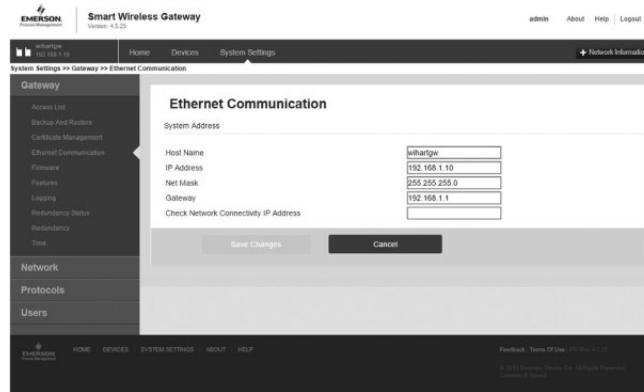 EMERSON.
Process Management
Smart Wireless Gateway
Version: 4.5.25
admin About Help Logout
wihartgw
192.168.1.10
Home Devices System Settings
+ Network Informatio
System Settings >> Gateway >> Ethernet Communication
Gateway
Access List
Backup And Restore
Certificate Management
Ethernet Communication
Firmware
Features
Logging
Redundancy Status
Redundancy
Time
Network
Protocols
Users
Ethernet Communication
System Address
Host Name wihartgw
IP Address 192.168.1.10
Net Mask 255.255.255.0
Gateway 192.168.1.1
Check Network Connectivity IP Address
Save Changes Cancel
EMERSON
HOME DEVICES SYSTEM SETTINGS ABOUT HELP
Feedback Terms Of Use